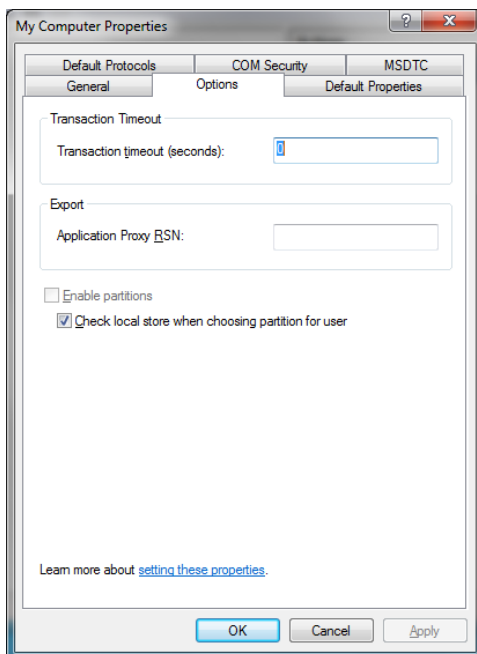 My Computer Properties
?
X
Default Protocols COM Security MSDTC
General Options Default Properties
Transaction Timeout
Transaction timeout (seconds): 0
Export
Application Proxy RSN:
Enable partitions
Check local store when choosing partition for user
Learn more about setting these properties.
OK Cancel Apply